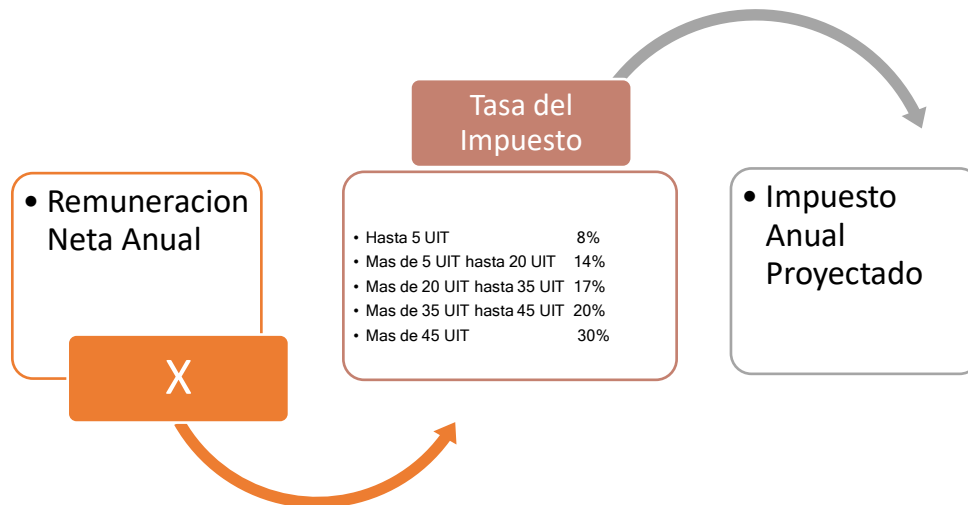 • Remuneracion
Neta Anual
X
Tasa del
Impuesto
• Hasta 5 UIT 8%
• Mas de 5 UIT hasta 20 UIT 14%
• Mas de 20 UIT hasta 35 UIT 17%
• Mas de 35 UIT hasta 45 UIT 20%
• Mas de 45 UIT 30%
• Impuesto
Anual
Proyectado